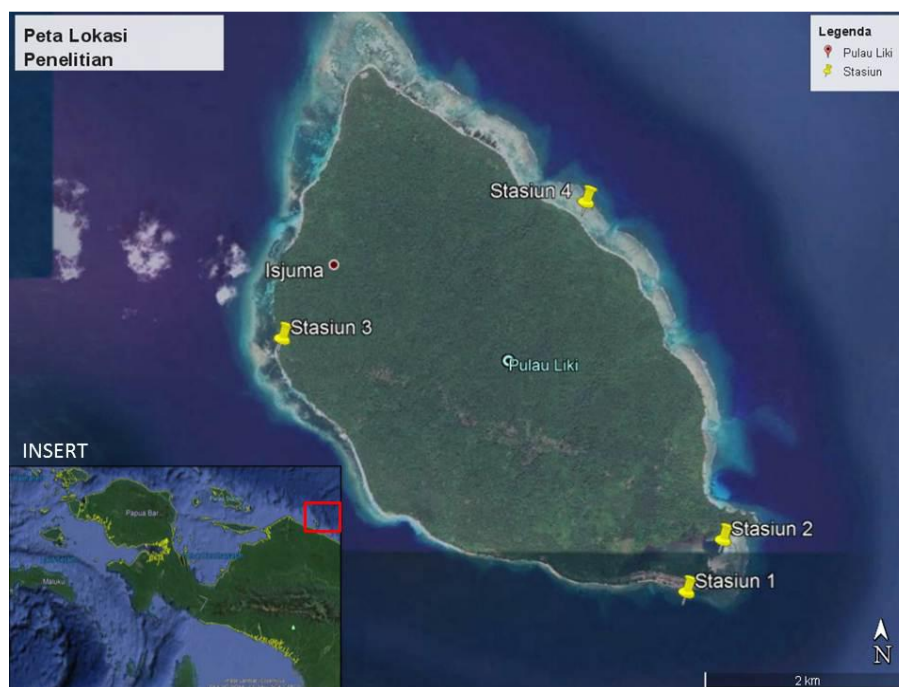 Peta Lokasi
Penelitian
Legenda
Pulau Liki
Stasiun
Stasiun 4
Isjuma
Stasiun 3
Pulau Liki
INSERT
Papua Bar
Stasiun 2
Maluku
Stasiun 1
N
2 km